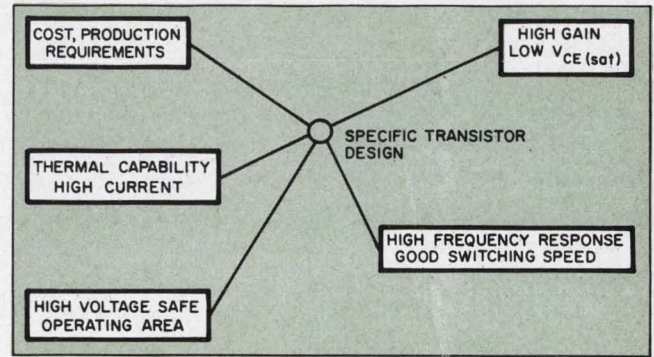 COST, PRODUCTION
REQUIREMENTS
HIGH GAIN
LOW VCE (sat)
SPECIFIC TRANSISTOR
DESIGN
THERMAL CAPABILITY
HIGH CURRENT
HIGH FREQUENCY RESPONSE
GOOD SWITCHING SPEED
HIGH VOLTAGE SAFE
OPERATING AREA